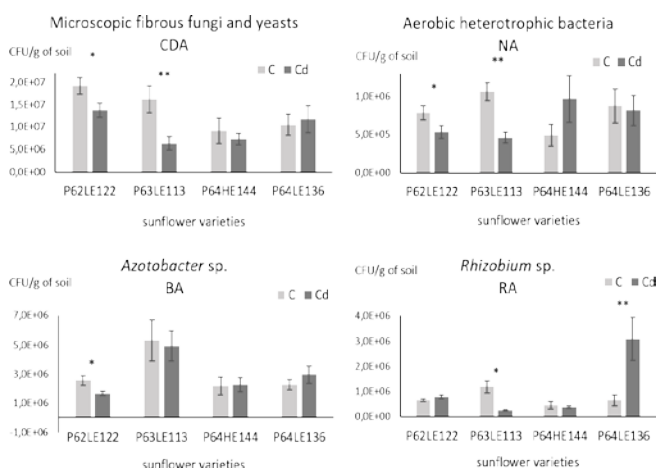 Microscopic fibrous fungi and yeasts
CDA
CFU/g of soil
C Cd
* **
2,0E+07
1,5E+07
1,0E+07
5,0E+06
0,0E+00
P62LE122 P63LE113 P64HE144 P64LE136
sunflower varieties
Aerobic heterotrophic bacteria
NA
CFU/g of soil
C Cd
* **
1,0E+06
5,0E+05
0,0E+00
P62LE122 P63LE113 P64HE144 P64LE136
sunflower varieties
Azotobacter sp.
BA
CFU/g of soil
C Cd
*
7,0E+06
5,0E+06
3,0E+06
1,0E+06
-1,0E+06
P62LE122 P63LE113 P64HE144 P64LE136
sunflower varieties
Rhizobium sp.
RA
CFU/g of soil
C Cd
* **
4,0E+06
3,0E+06
2,0E+06
1,0E+06
0,0E+00
P62LE122 P63LE113 P64HE144 P64LE136
sunflower varieties